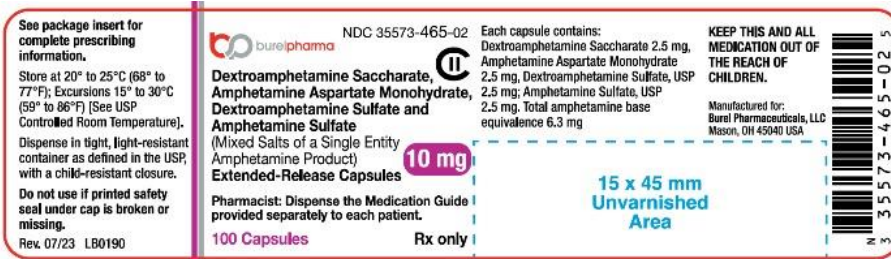 See package insert for
complete prescribing
information.
Store at 20° to 25°C (68° to
77°F); Excursions 15° to 30°C
(59° to 86°F) [See USP
Controlled Room Temperature].
Dispense in tight, light-resistant
container as defined in the USP,
with a child-resistant closure.
Do not use if printed safety
seal under cap is broken or
missing.
Rev. 07/23 LB0190
NDC 35573-465-02
burelpharma
CII
Dextroamphetamine Saccharate,
Amphetamine Aspartate Monohydrate,
Dextroamphetamine Sulfate and
Amphetamine Sulfate
(Mixed Salts of a Single Entity
Amphetamine Product)
10 mg
Extended-Release Capsules
Pharmacist: Dispense the Medication Guide
provided separately to each patient.
100 Capsules Rx only
Each capsule contains:
Dextroamphetamine Saccharate 2.5 mg,
Amphetamine Aspartate Monohydrate
2.5 mg, Dextroamphetamine Sulfate, USP
2.5 mg; Amphetamine Sulfate, USP
2.5 mg. Total amphetamine base
equivalence 6.3 mg
KEEP THIS AND ALL
MEDICATION OUT OF
THE REACH OF
CHILDREN.
Manufactured for:
Burel Pharmaceuticals, LLC
Mason, OH 45040 USA
15 x 45 mm
Unvarnished
Area
N
3 35573-465-02 5